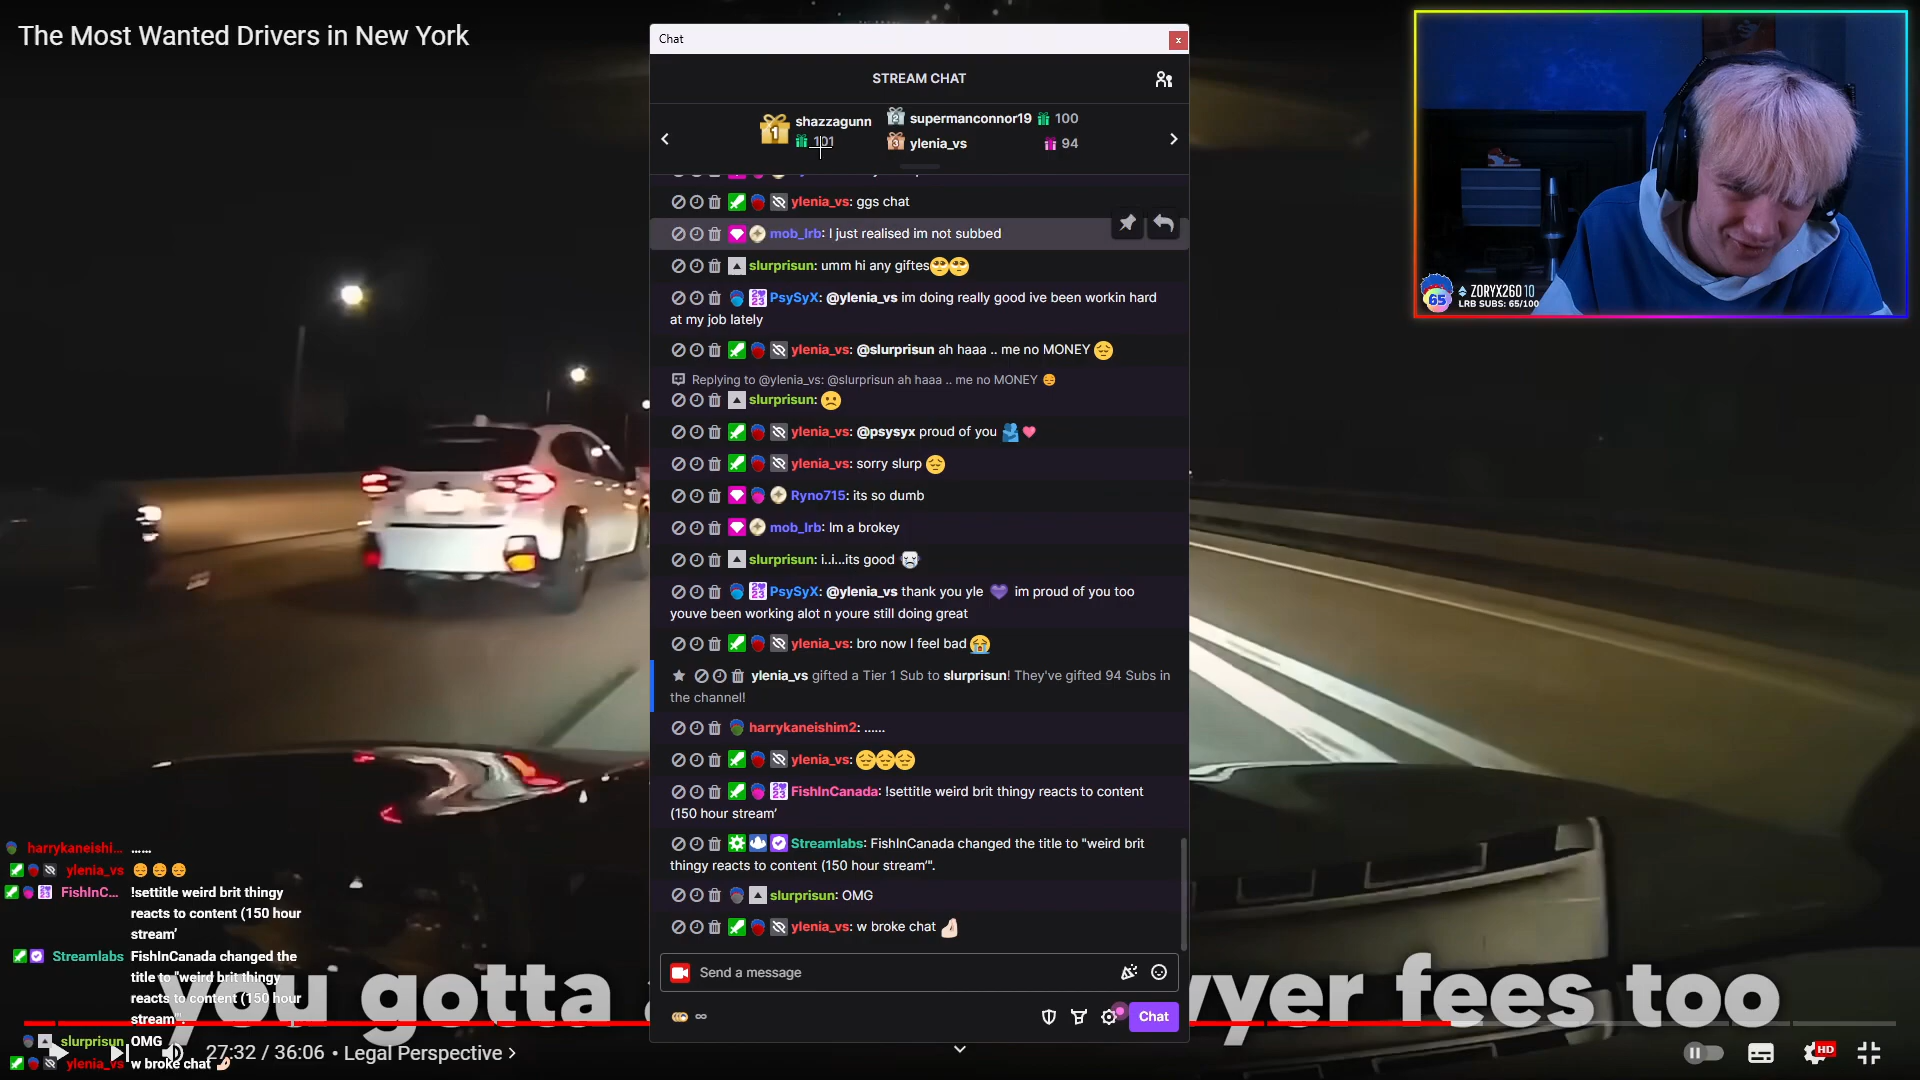 The Most Wanted Drivers in New York
Chat
STREAM CHAT
1 shazzagunn
101
2 supermanconnor19 100
3 ylenia_vs 94
ylenia_vs: ggs chat
mob_lrb: I just realised im not subbed
slurprisun: umm hi any giftes🥺🥺
PsySyX: @ylenia_vs im doing really good ive been workin hard
at my job lately
ylenia_vs: @slurprisun ah haaa .. me no MONEY 😔
Replying to @ylenia_vs: @slurprisun ah haaa .. me no MONEY 😔
slurprisun: 🙁
ylenia_vs: @psysyx proud of you 🫂❤️
ylenia_vs: sorry slurp 😔
Ryno715: its so dumb
mob_lrb: Im a brokey
slurprisun: i..i...its good
PsySyX: @ylenia_vs thank you yle 💜 im proud of you too
youve been working alot n youre still doing great
ylenia_vs: bro now I feel bad 😭
ylenia_vs gifted a Tier 1 Sub to slurprisun! They've gifted 94 Subs in
the channel!
harrykaneishim2: ......
ylenia_vs: 😔😔😔
FishInCanada: !settitle weird brit thingy reacts to content
(150 hour stream'
Streamlabs: FishInCanada changed the title to "weird brit
thingy reacts to content (150 hour stream'".
slurprisun: OMG
ylenia_vs: w broke chat 🤌🏻
Send a message
Chat
65
ZORYX260 10
LRB SUBS: 65/100
harrykaneishi... ......
ylenia_vs 😔 😔 😔
FishInC... !settitle weird brit thingy
reacts to content (150 hour
stream'
Streamlabs FishInCanada changed the
title to "weird brit thingy
reacts to content (150 hour
stream'".
slurprisun OMG
ylenia_vs w broke chat 🤌🏻
you gotta
yer fees too
27:32 / 36:06 • Legal Perspective >
HD